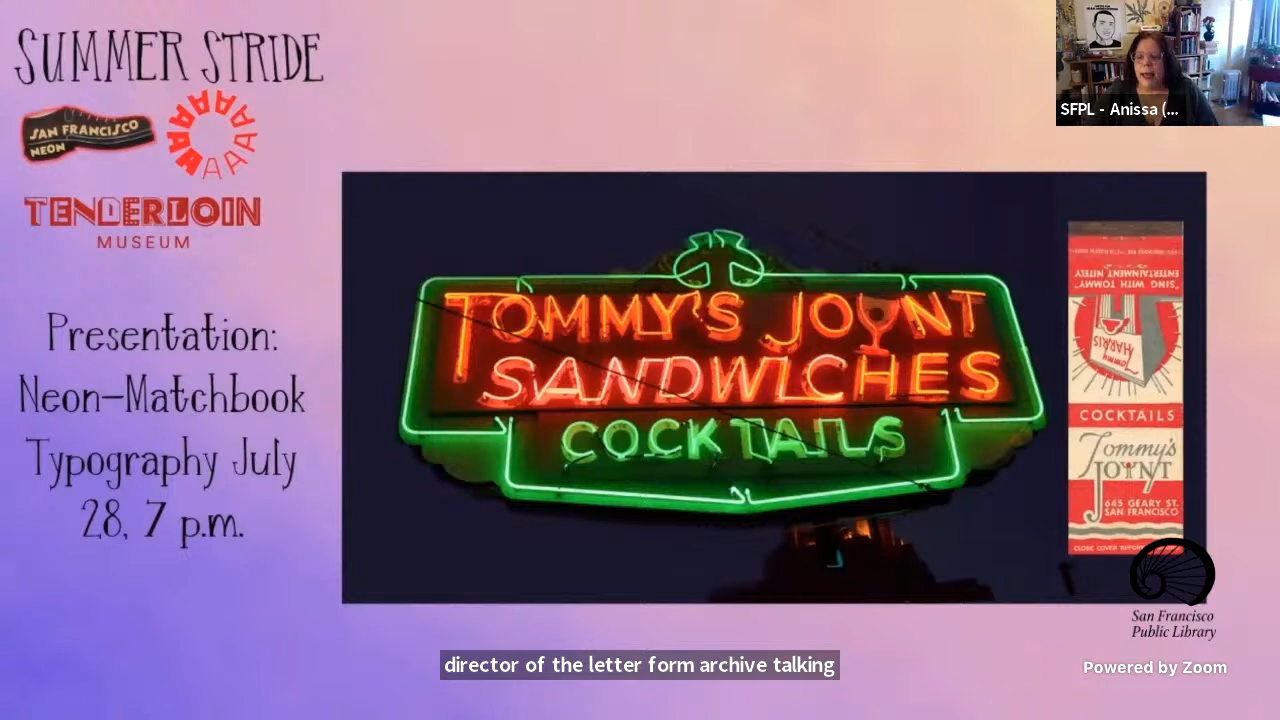 SUMMER STRIDE
SAN FRANCISCO
NEON
AAAAAAAAAAAA
TENDERLOIN
MUSEUM
Presentation:
Neon-Matchbook
Typography July
28, 7 p.m.
TOMMY'S JOYNT
SANDWICHES
COCKTAILS
ENTERTAINMENT NITELY
"SING WITH TOMMY
Tommy
HARRIS
COCKTAILS
Tommy's
JOYNT
645 GEARY ST.
SAN FRANCISCO
CLOSE COVER
San Francisco
Public Library
SFPL - Anissa (...
director of the letter form archive talking
Powered by Zoom